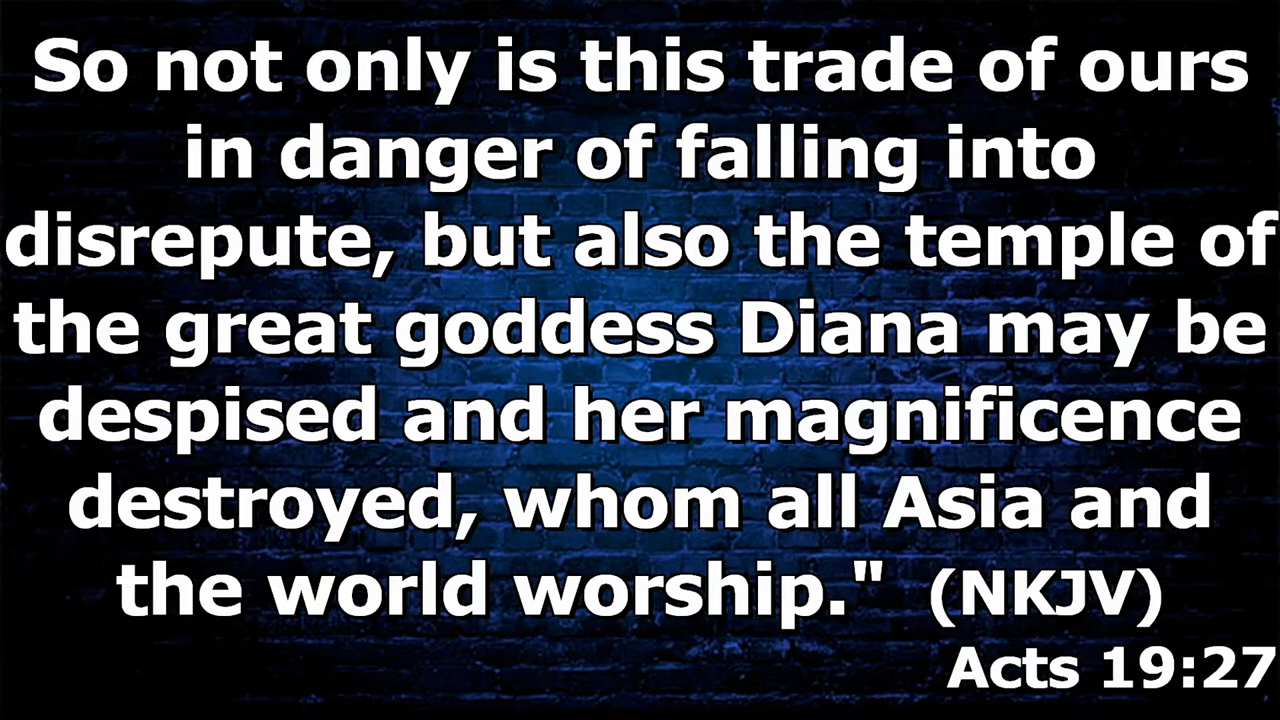 So not only is this trade of ours
in danger of falling into
disrepute, but also the temple of
the great goddess Diana may be
despised and her magnificence
destroyed, whom all Asia and
the world worship." (NKJV)
Acts 19:27